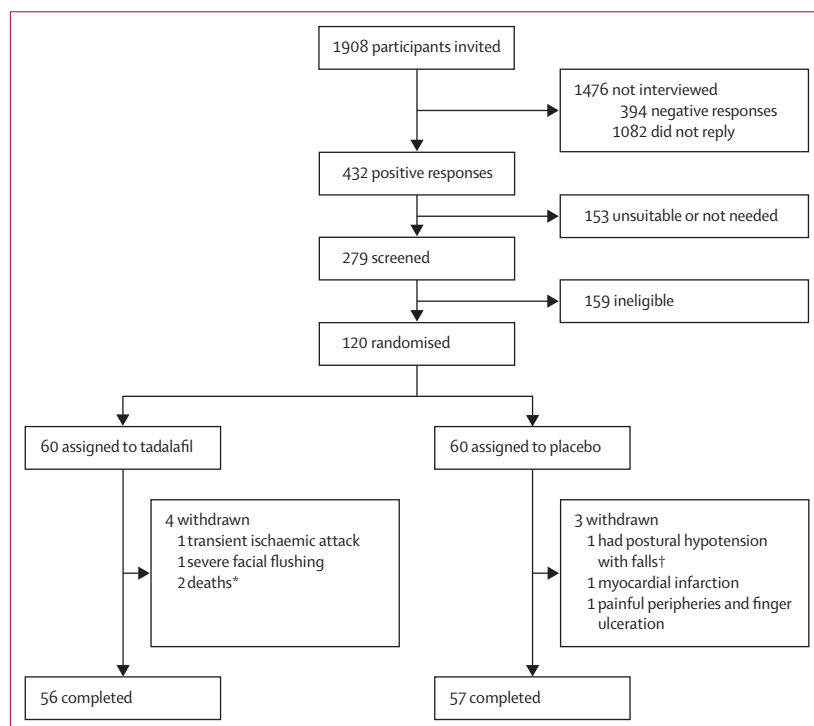 1908 participants invited
1476 not interviewed
394 negative responses
1082 did not reply
432 positive responses
153 unsuitable or not needed
279 screened
159 ineligible
120 randomised
60 assigned to tadalafil
60 assigned to placebo
4 withdrawn
1 transient ischaemic attack
1 severe facial flushing
2 deaths*
3 withdrawn
1 had postural hypotension
with falls†
1 myocardial infarction
1 painful peripheries and finger
ulceration
56 completed
57 completed